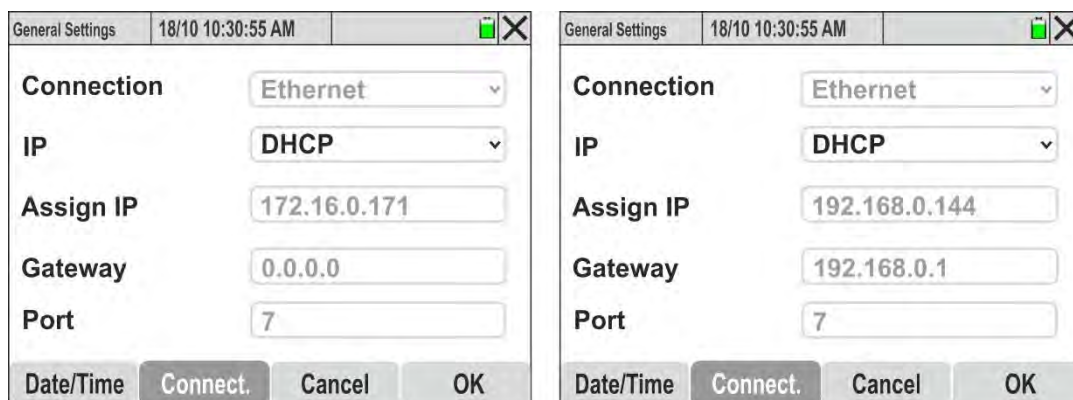 General Settings 18/10 10:30:55 AM
Connection Ethernet
IP DHCP
Assign IP 172.16.0.171
Gateway 0.0.0.0
Port 7
Date/Time Connect. Cancel OK
General Settings 18/10 10:30:55 AM
Connection Ethernet
IP DHCP
Assign IP 192.168.0.144
Gateway 192.168.0.1
Port 7
Date/Time Connect. Cancel OK